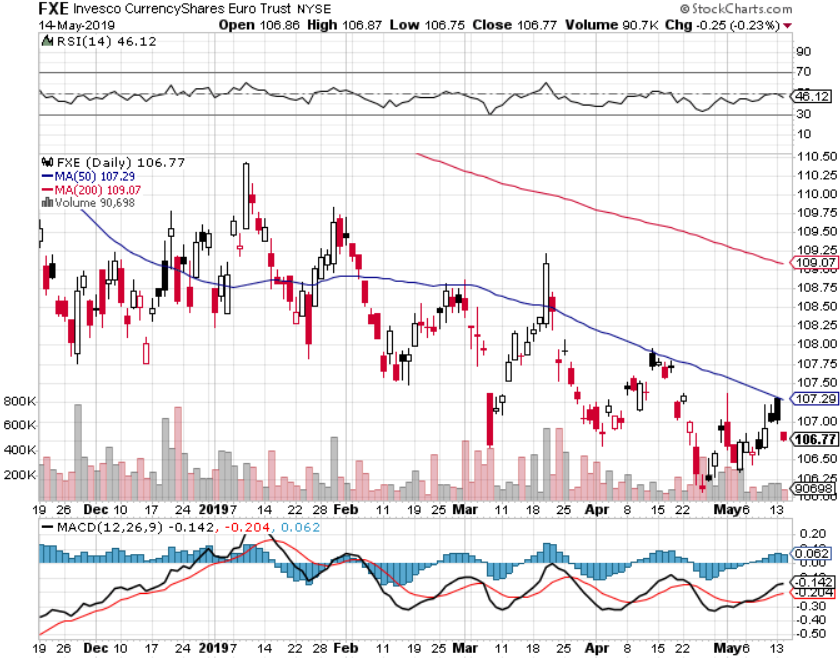 FXE Invesco CurrencyShares Euro Trust NYSE © StockCharts.com
14-May-2019 Open 106.86 High 106.87 Low 106.75 Close 106.77 Volume 90.7K Chg -0.25 (-0.23%)
RSI(14) 46.12
90
70
46.12
30
10
FXE (Daily) 106.77
MA(50) 107.29
MA(200) 109.07
Volume 90,698
110.50
110.25
110.00
109.75
109.50
109.25
109.07
108.75
108.50
108.25
108.00
107.75
107.50
107.29
107.00
106.77
106.50
106.25
90698
800K
600K
400K
200K
19 26 Dec 10 17 24 2019 7 14 22 28 Feb 11 19 25 Mar 11 18 25 Apr 8 15 22 May 6 13
MACD(12,26,9) -0.142, -0.204, 0.062
0.20
0.062
0.00
-0.142
-0.204
-0.30
-0.40
-0.50
19 26 Dec 10 17 24 2019 7 14 22 28 Feb 11 19 25 Mar 11 18 25 Apr 8 15 22 May 6 13